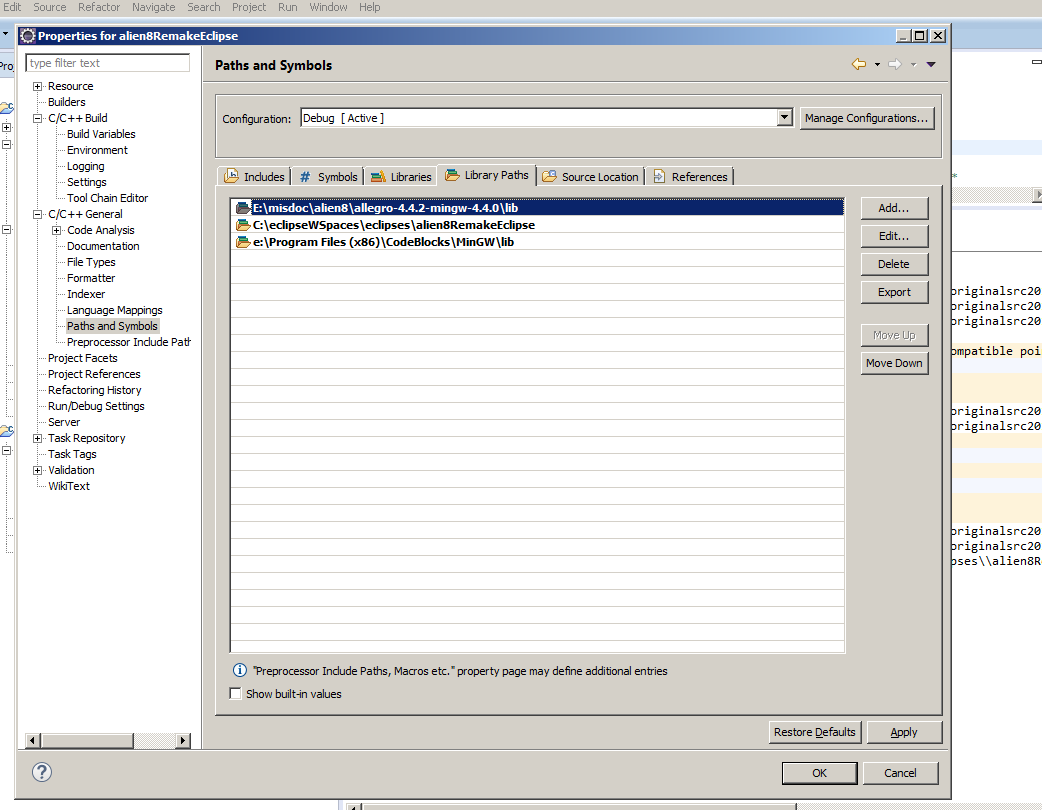 Edit Source Refactor Navigate Search Project Run Window Help
Properties for alien8RemakeEclipse
type filter text
Paths and Symbols
Resource
Builders
C/C++ Build
Build Variables
Environment
Logging
Settings
Tool Chain Editor
C/C++ General
Code Analysis
Documentation
File Types
Formatter
Indexer
Language Mappings
Paths and Symbols
Preprocessor Include Path
Project Facets
Project References
Refactoring History
Run/Debug Settings
Server
Task Repository
Task Tags
Validation
WikiText
Configuration: Debug [ Active ] Manage Configurations...
Includes # Symbols Libraries Library Paths Source Location References
E:\misdoc\alien8\allegro-4.4.2-mingw-4.4.0\lib
C:\eclipseWSpaces\eclipses\alien8RemakeEclipse
e:\Program Files (x86)\CodeBlocks\MinGW\lib
Add...
Edit...
Delete
Export
Move Up
Move Down
"Preprocessor Include Paths, Macros etc." property page may define additional entries
Show built-in values
Restore Defaults Apply
OK Cancel
Pro
*
originalsrc20
originalsrc20
originalsrc20
ompatible poi
originalsrc20
originalsrc20
originalsrc20
originalsrc20
pses\\alien8R